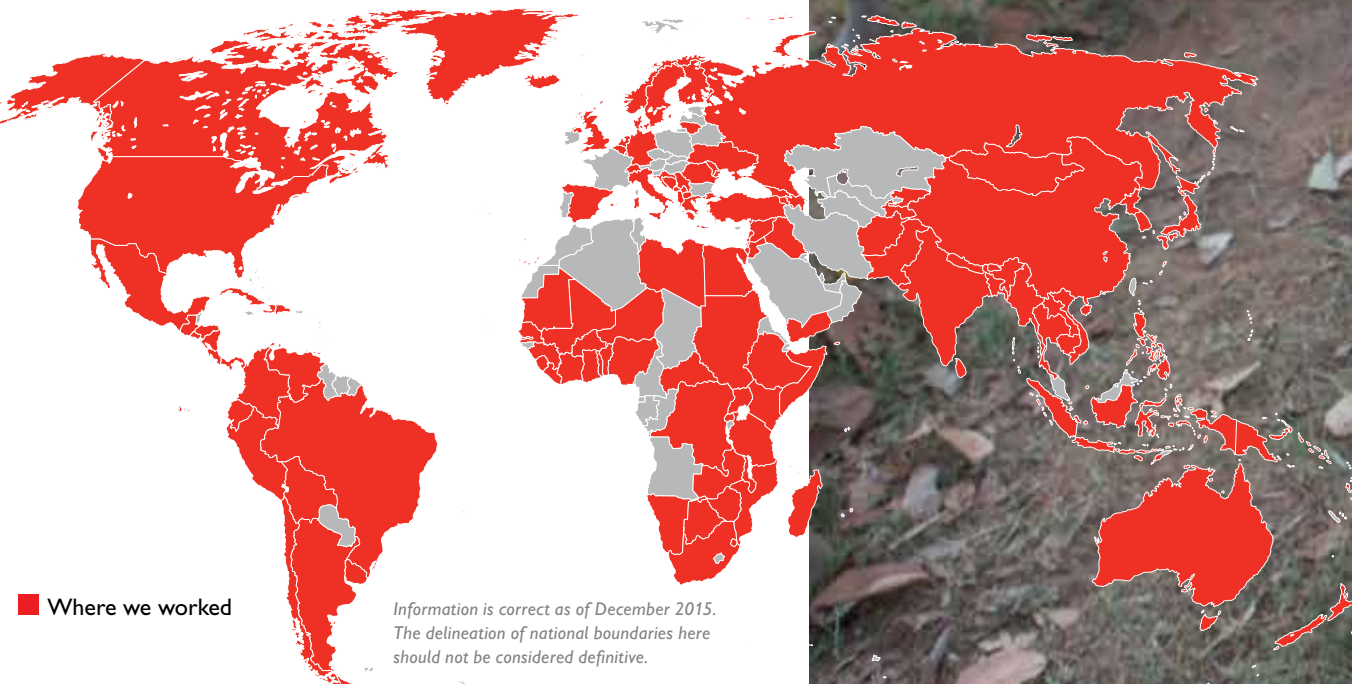 Where we worked
Information is correct as of December 2015.
The delineation of national boundaries here
should not be considered definitive.